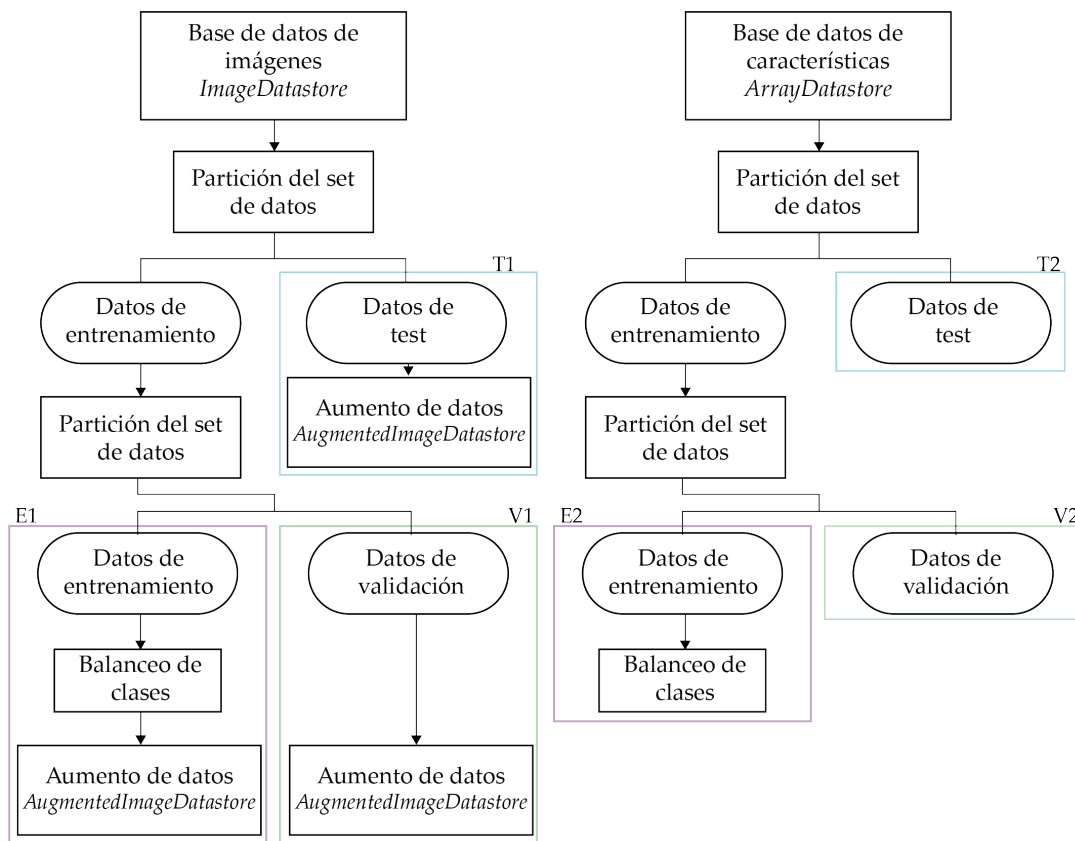 Base de datos de
imágenes
ImageDatastore
Base de datos de
características
ArrayDatastore
Partición del set
de datos
Partición del set
de datos
T1
T2
Datos de
entrenamiento
Datos de
test
Datos de
entrenamiento
Datos de
test
Aumento de datos
AugmentedImageDatastore
Partición del set
de datos
Partición del set
de datos
E1
V1
E2
V2
Datos de
entrenamiento
Datos de
validación
Datos de
entrenamiento
Datos de
validación
Balanceo de
clases
Balanceo de
clases
Aumento de datos
AugmentedImageDatastore
Aumento de datos
AugmentedImageDatastore